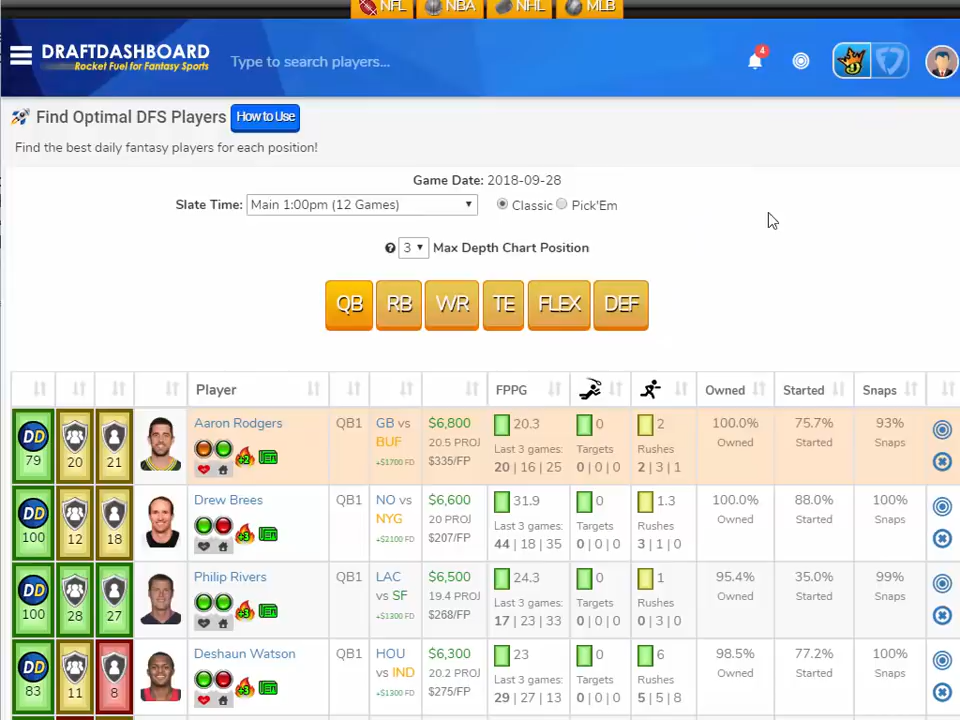 NFL NBA NHL MLB
DRAFTDASHBOARD
Rocket Fuel for Fantasy Sports
Type to search players...
4
Find Optimal DFS Players How to Use
Find the best daily fantasy players for each position!
Game Date: 2018-09-28
Slate Time: Main 1:00pm (12 Games) Classic Pick'Em
3 Max Depth Chart Position
QB RB WR TE FLEX DEF
Player FPPG Owned Started Snaps
Aaron Rodgers QB1 GB vs $6,800 20.3 0 2 100.0% 75.7% 93%
DD BUF 20.5 PROJ Last 3 games: Targets Rushes Owned Started Snaps
79 20 21 +2 +$1700 FD $335/FP 20 | 16 | 25 0 | 0 | 0 2 | 3 | 1
Drew Brees QB1 NO vs $6,600 31.9 0 1.3 100.0% 88.0% 100%
DD NYG 20 PROJ Last 3 games: Targets Rushes Owned Started Snaps
100 12 18 +3 +$2100 FD $207/FP 44 | 18 | 35 0 | 0 | 0 3 | 1 | 0
Philip Rivers QB1 LAC $6,500 24.3 0 1 95.4% 35.0% 99%
DD vs SF 19.4 PROJ Last 3 games: Targets Rushes Owned Started Snaps
100 28 27 +3 +$1300 FD $268/FP 17 | 23 | 33 0 | 0 | 0 0 | 3 | 0
Deshaun Watson QB1 HOU $6,300 23 0 6 98.5% 77.2% 100%
DD vs IND 20.2 PROJ Last 3 games: Targets Rushes Owned Started Snaps
83 11 8 +3 +$1300 FD $275/FP 29 | 27 | 13 0 | 0 | 0 5 | 5 | 8